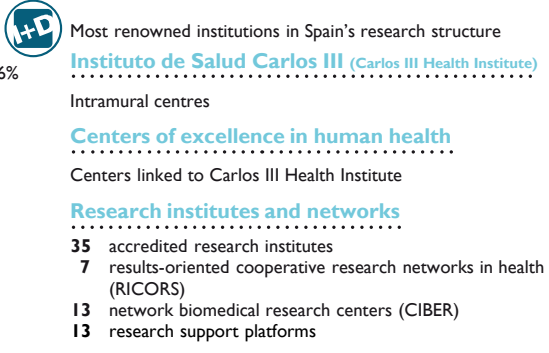 I+D
Most renowned institutions in Spain's research structure
Instituto de Salud Carlos III (Carlos III Health Institute)
6%
Intramural centres
Centers of excellence in human health
Centers linked to Carlos III Health Institute
Research institutes and networks
35 accredited research institutes
7 results-oriented cooperative research networks in health
(RICORS)
13 network biomedical research centers (CIBER)
13 research support platforms